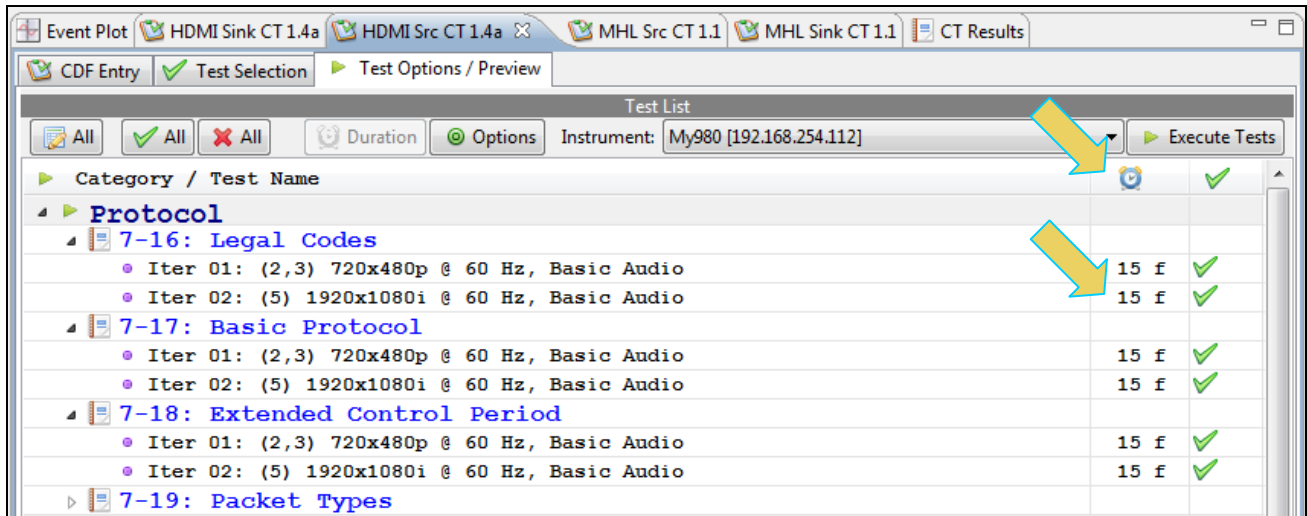 Event Plot HDMI Sink CT 1.4a HDMI Src CT 1.4a MHL Src CT 1.1 MHL Sink CT 1.1 CT Results
CDF Entry Test Selection Test Options / Preview
Test List
All All All Duration Options Instrument: My980 [192.168.254.112] Execute Tests
Category / Test Name
Protocol
7-16: Legal Codes
Iter 01: (2,3) 720x480p @ 60 Hz, Basic Audio 15 f
Iter 02: (5) 1920x1080i @ 60 Hz, Basic Audio 15 f
7-17: Basic Protocol
Iter 01: (2,3) 720x480p @ 60 Hz, Basic Audio 15 f
Iter 02: (5) 1920x1080i @ 60 Hz, Basic Audio 15 f
7-18: Extended Control Period
Iter 01: (2,3) 720x480p @ 60 Hz, Basic Audio 15 f
Iter 02: (5) 1920x1080i @ 60 Hz, Basic Audio 15 f
7-19: Packet Types